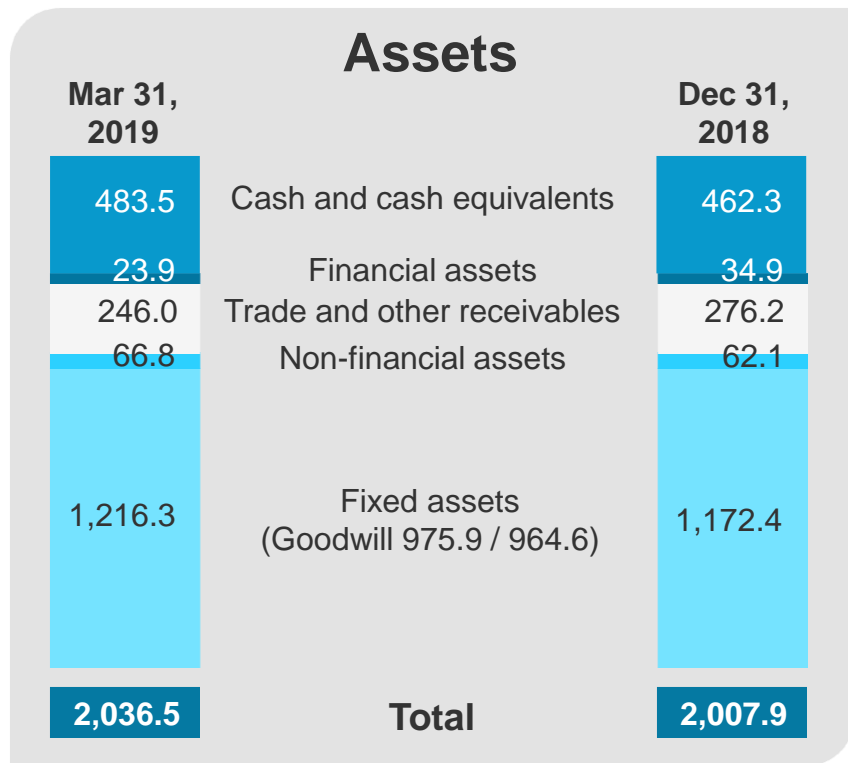 Assets
Mar 31,
2019
Dec 31,
2018
483.5 Cash and cash equivalents 462.3
23.9 Financial assets 34.9
246.0 Trade and other receivables 276.2
66.8 Non-financial assets 62.1
1,216.3 Fixed assets 1,172.4
(Goodwill 975.9 / 964.6)
2,036.5 Total 2,007.9